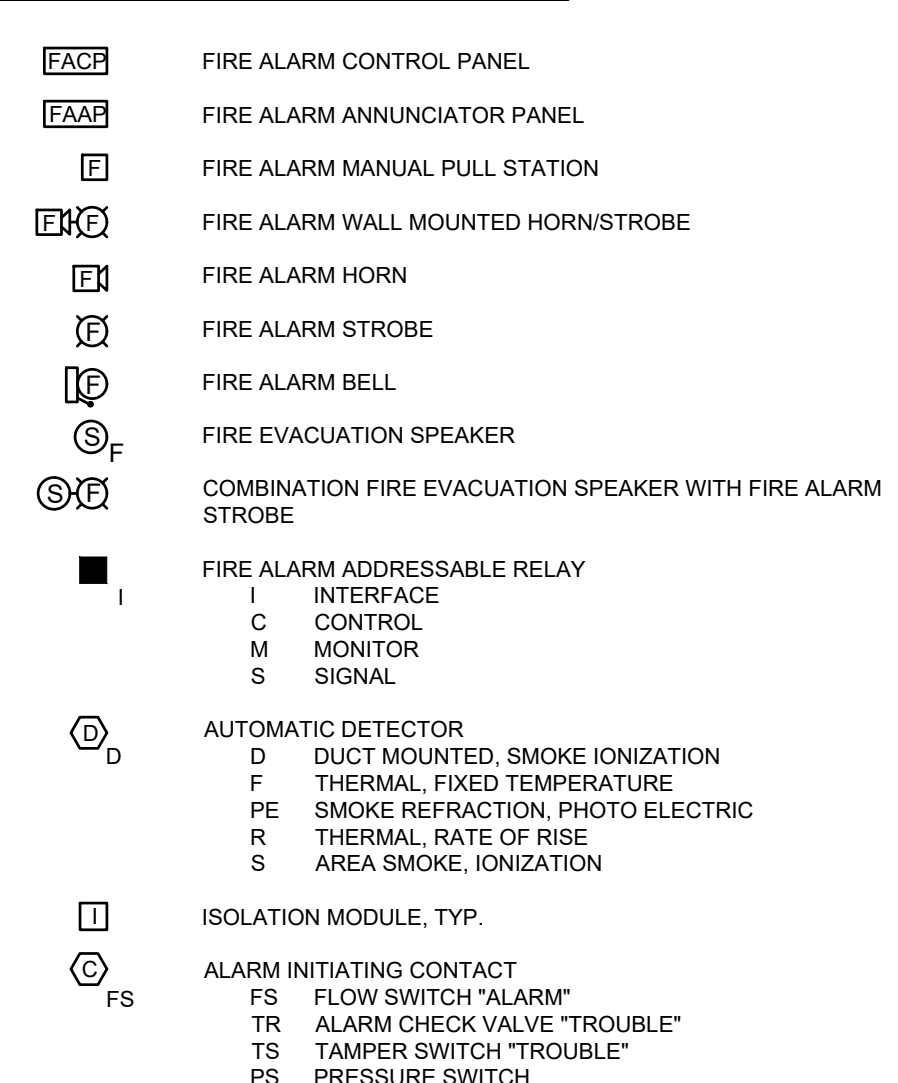 FACP FIRE ALARM CONTROL PANEL
FAAP FIRE ALARM ANNUNCIATOR PANEL
F FIRE ALARM MANUAL PULL STATION
F F FIRE ALARM WALL MOUNTED HORN/STROBE
F FIRE ALARM HORN
F FIRE ALARM STROBE
F FIRE ALARM BELL
S F FIRE EVACUATION SPEAKER
S F COMBINATION FIRE EVACUATION SPEAKER WITH FIRE ALARM
STROBE
FIRE ALARM ADDRESSABLE RELAY
I I INTERFACE
C CONTROL
M MONITOR
S SIGNAL
D AUTOMATIC DETECTOR
D D DUCT MOUNTED, SMOKE IONIZATION
F THERMAL, FIXED TEMPERATURE
PE SMOKE REFRACTION, PHOTO ELECTRIC
R THERMAL, RATE OF RISE
S AREA SMOKE, IONIZATION
I ISOLATION MODULE, TYP.
C ALARM INITIATING CONTACT
FS FS FLOW SWITCH "ALARM"
TR ALARM CHECK VALVE "TROUBLE"
TS TAMPER SWITCH "TROUBLE"
PS PRESSURE SWITCH